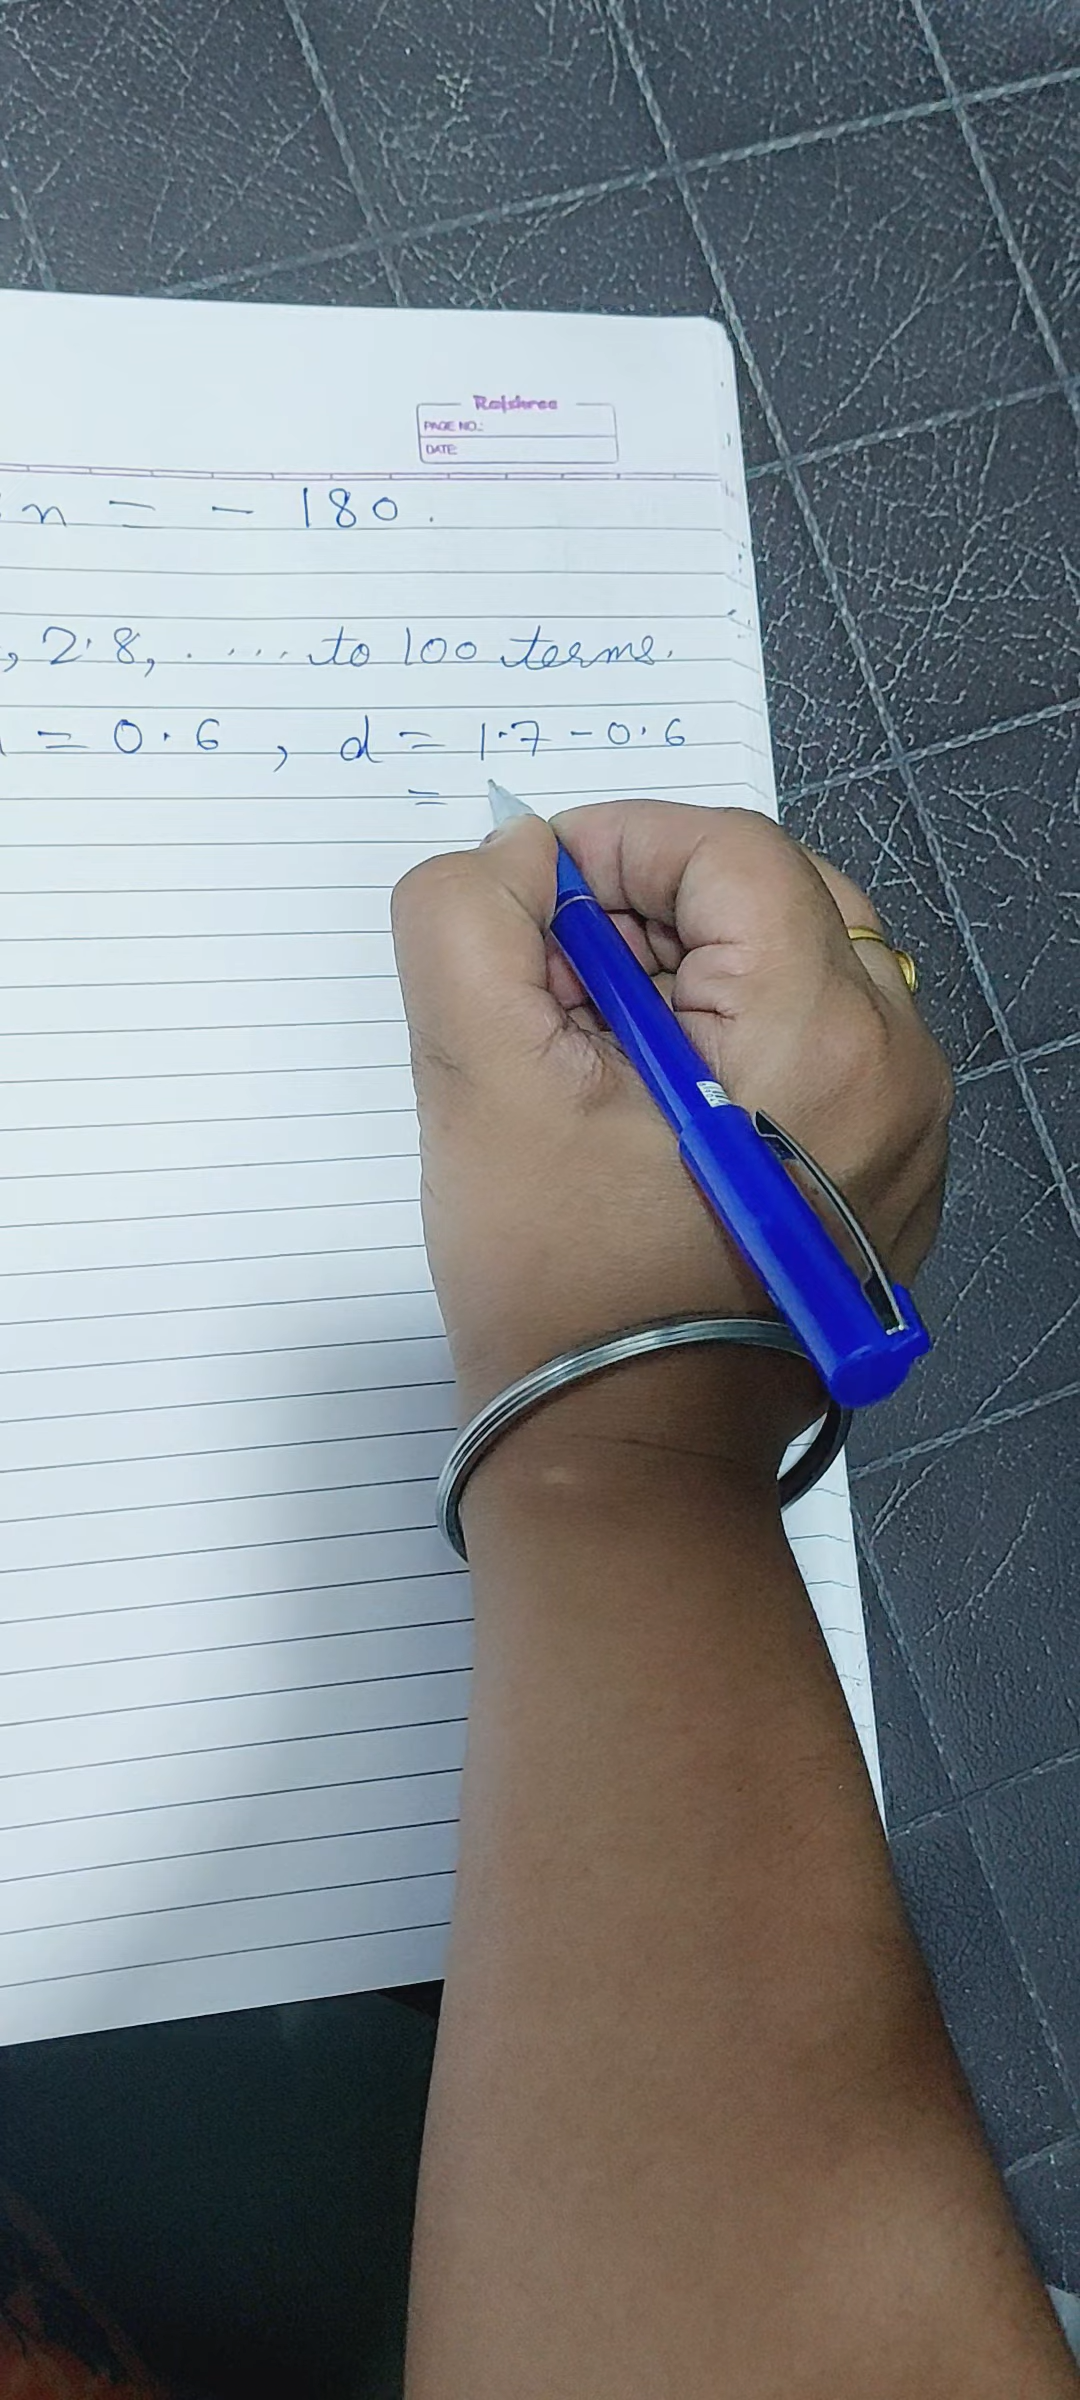 Rajshree
PAGE NO.:
DATE:
n = - 180.
, 2.8, ..... to 100 terms.
= 0.6 , d = 1.7 - 0.6
=